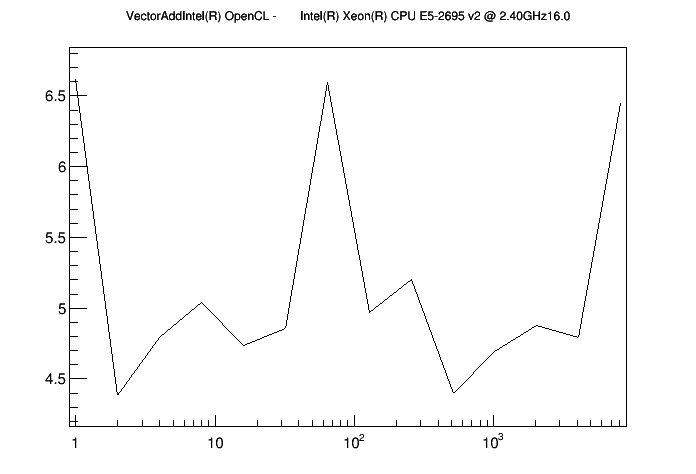 VectorAddIntel(R) OpenCL - Intel(R) Xeon(R) CPU E5-2695 v2 @ 2.40GHz16.0
6.5
6
5.5
5
4.5
1 10 10² 10³